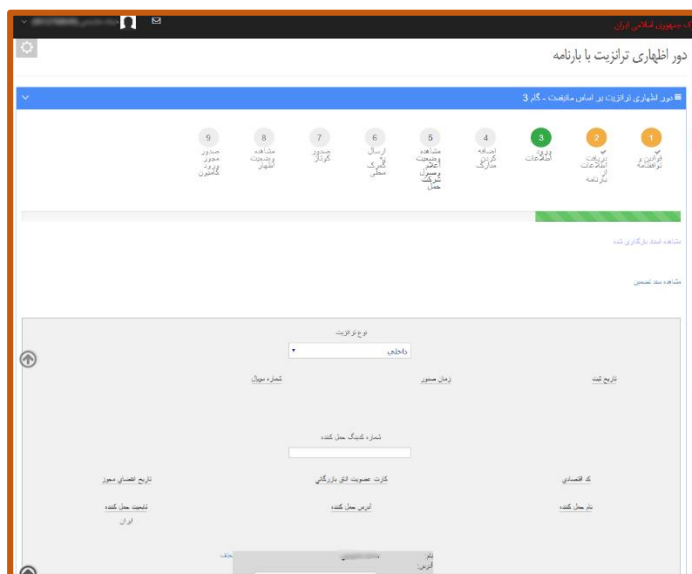 جمهوری اسلامی ایران
دور اظهاری ترانزیت با بارنامه
دور اظهاری ترانزیت بر اساس مانیفست - گام 3
1
قوانین و توافقنامه
2
دریافت اطلاعات از بارنامه
3
ورود اطلاعات
4
اضافه کردن مدارک
5
مشاهده وضعیت اعلام وصول شرکت حمل
6
ارسال به گمرک محلی
7
صدور کوتاژ
8
مشاهده وضعیت اظهار
9
صدور مجوز ورود کامیون
مشاهده اسناد بارگذاری شده
مشاهده سند تضمین
نوع ترانزیت
داخلی
تاریخ ثبت
زمان صدور
شماره سریال
شماره کدینگ حمل کننده
کد اقتصادی
کارت عضویت اتاق بازرگانی
تاریخ انقضای مجوز
نام حمل کننده
آدرس حمل کننده
تابعیت حمل کننده
ایران
نام:
آدرس: